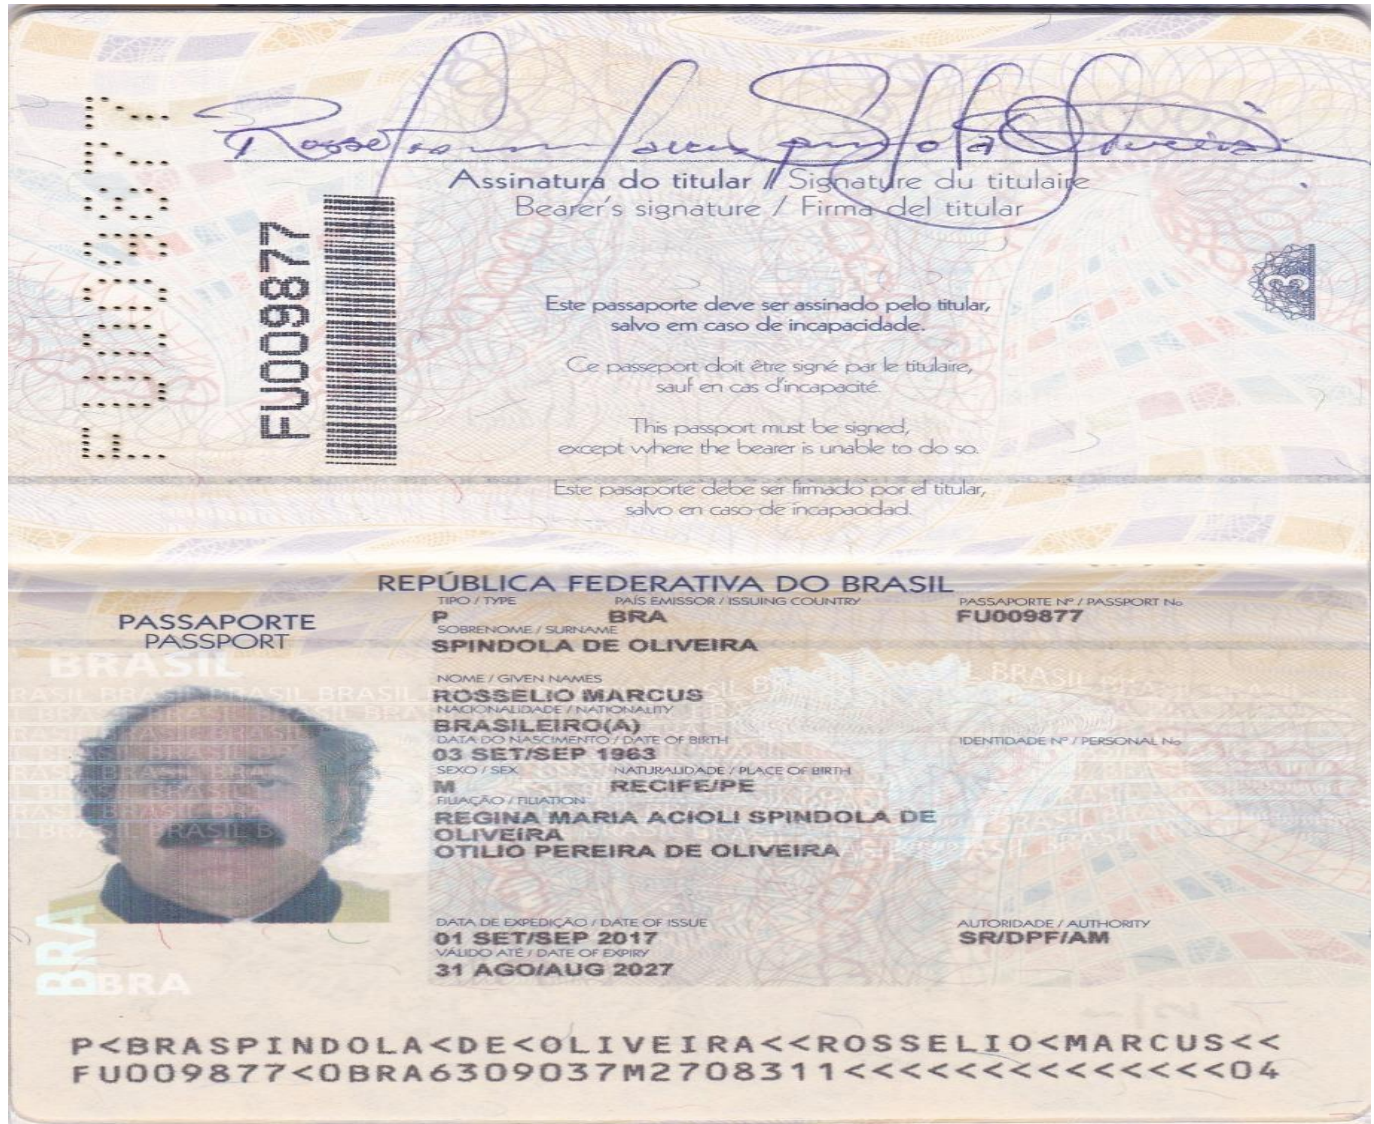 FU009877
FU009877
Assinatura do titular / Signature du titulaire
Bearer's signature / Firma del titular
Este passaporte deve ser assinado pelo titular,
salvo em caso de incapacidade.
Ce passeport doit être signé par le titulaire,
sauf en cas d'incapacité.
This passport must be signed,
except where the bearer is unable to do so.
Este pasaporte debe ser firmado por el titular,
salvo en caso de incapacidad.
3
REPÚBLICA FEDERATIVA DO BRASIL
PASSAPORTE
PASSPORT
TIPO / TYPE PAÍS EMISSOR / ISSUING COUNTRY PASSAPORTE Nº / PASSPORT No
P BRA FU009877
SOBRENOME / SURNAME
SPINDOLA DE OLIVEIRA
NOME / GIVEN NAMES
ROSSELIO MARCUS
NACIONALIDADE / NATIONALITY
BRASILEIRO(A)
DATA DO NASCIMENTO / DATE OF BIRTH IDENTIDADE Nº / PERSONAL No
03 SET/SEP 1963
SEXO / SEX NATURALIDADE / PLACE OF BIRTH
M RECIFE/PE
FILIAÇÃO / FILIATION
REGINA MARIA ACIOLI SPINDOLA DE
OLIVEIRA
OTILIO PEREIRA DE OLIVEIRA
DATA DE EXPEDIÇÃO / DATE OF ISSUE AUTORIDADE / AUTHORITY
01 SET/SEP 2017 SR/DPF/AM
VÁLIDO ATÉ / DATE OF EXPIRY
31 AGO/AUG 2027
BRASIL
BRA
BRA
P<BRASPINDOLA<DE<OLIVEIRA<<ROSSELIO<MARCUS<<
FU009877<0BRA6309037M2708311<<<<<<<<<<<<<<04